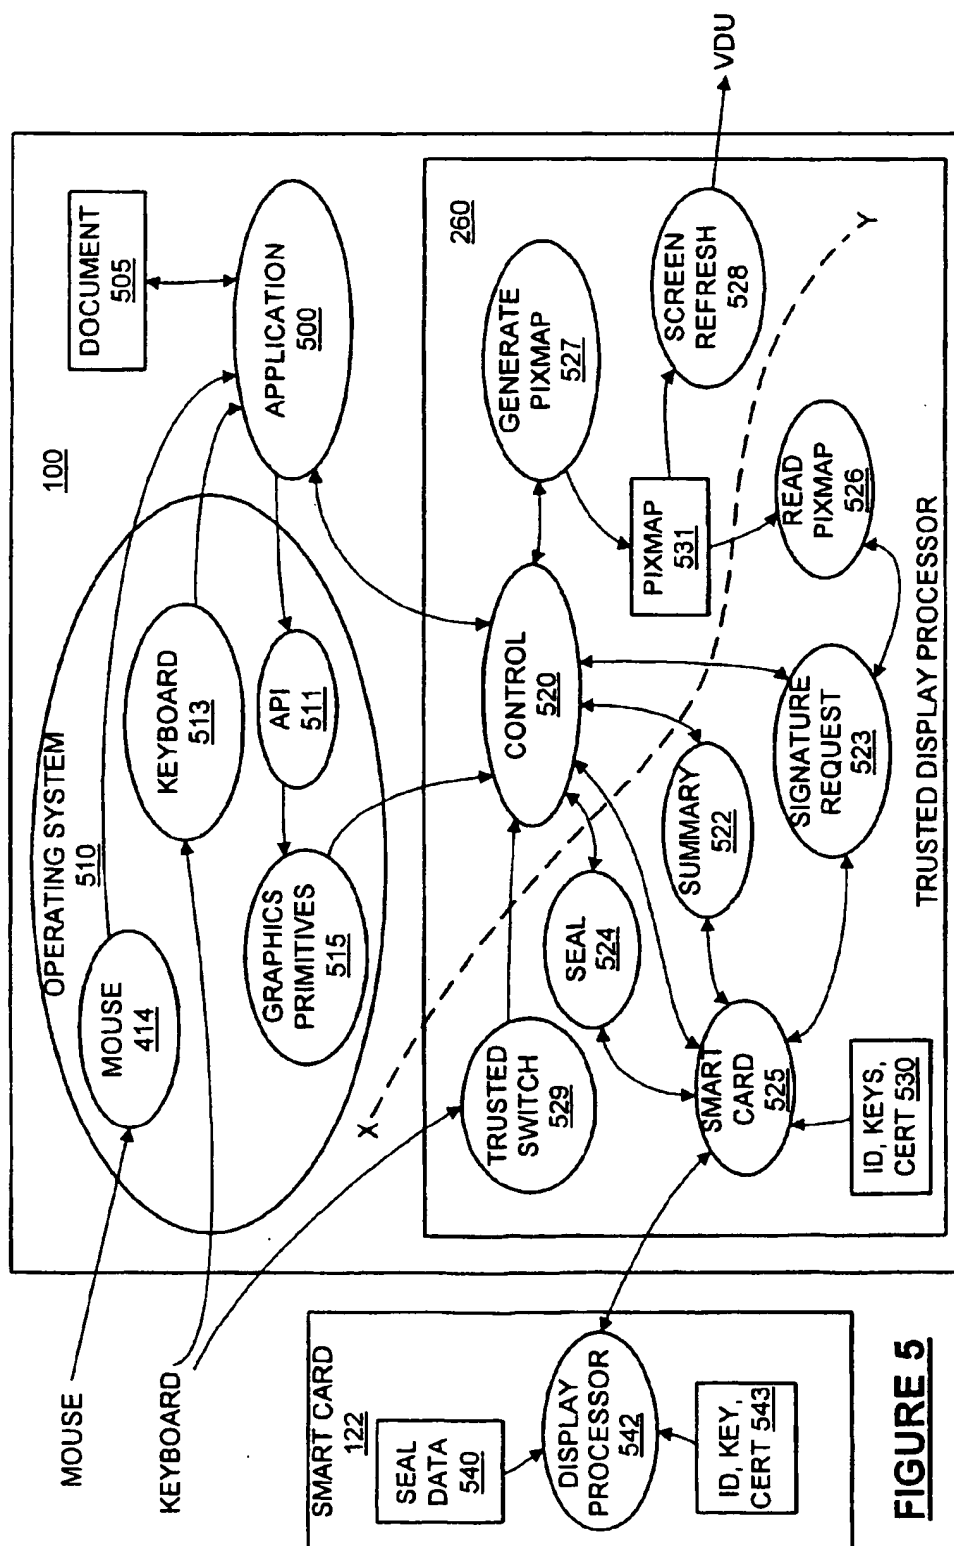 MOUSE
KEYBOARD
100
OPERATING SYSTEM
510
MOUSE
414
KEYBOARD
513
API
511
GRAPHICS
PRIMITIVES
515
DOCUMENT
505
APPLICATION
500
X
Y
260
TRUSTED
SWITCH
529
CONTROL
520
GENERATE
PIXMAP
527
SEAL
524
PIXMAP
531
SCREEN
REFRESH
528
VDU
SUMMARY
522
SMART
CARD
525
SIGNATURE
REQUEST
523
READ
PIXMAP
526
ID, KEYS,
CERT 530
TRUSTED DISPLAY PROCESSOR
SMART CARD
122
SEAL
DATA
540
DISPLAY
PROCESSOR
542
ID, KEY,
CERT 543
FIGURE 5